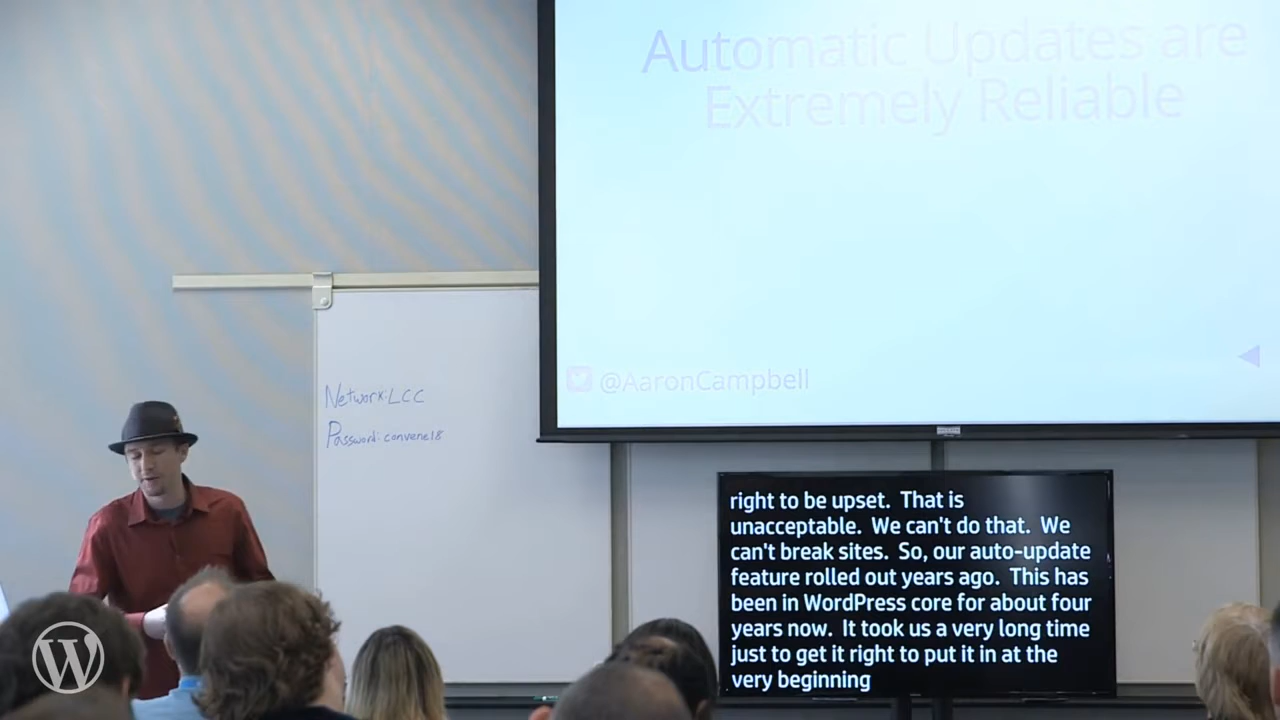 Automatic Updates are
Extremely Reliable
@AaronCampbell
Network: LCC
Password: convene18
right to be upset.  That is
unacceptable.  We can't do that.  We
can't break sites.  So, our auto-update
feature rolled out years ago.  This has
been in WordPress core for about four
years now.  It took us a very long time
just to get it right to put it in at the
very beginning